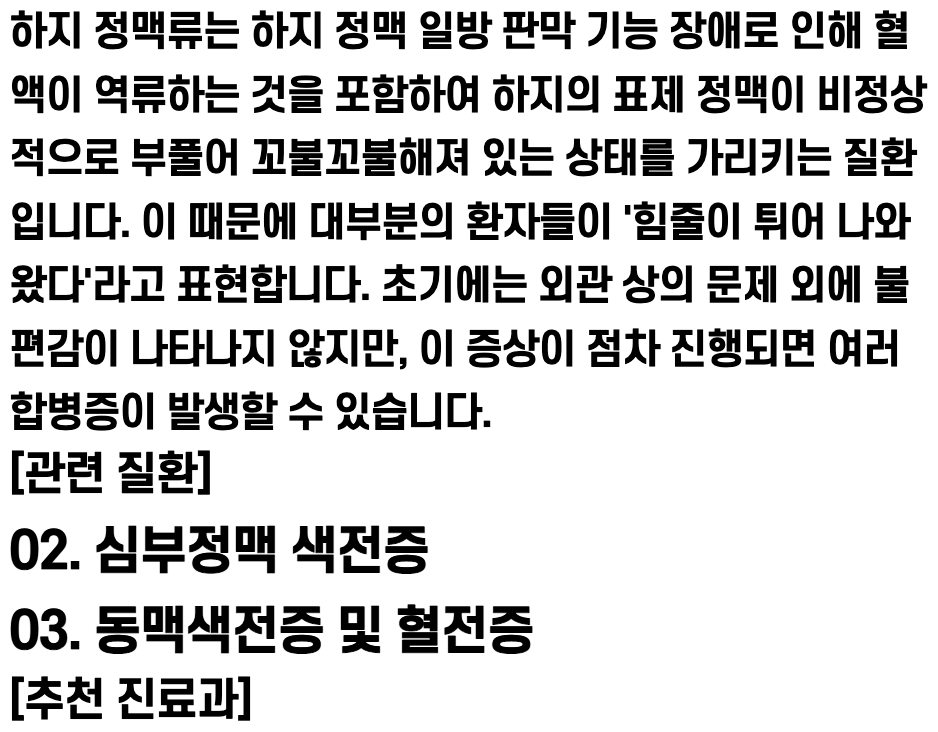 하지 정맥류는 하지 정맥 일방 판막 기능 장애로 인해 혈
액이 역류하는 것을 포함하여 하지의 표제 정맥이 비정상
적으로 부풀어 꼬불꼬불해져 있는 상태를 가리키는 질환
입니다. 이 때문에 대부분의 환자들이 '힘줄이 튀어 나와
왔다'라고 표현합니다. 초기에는 외관 상의 문제 외에 불
편감이 나타나지 않지만, 이 증상이 점차 진행되면 여러
합병증이 발생할 수 있습니다.
[관련 질환]
02. 심부정맥 색전증
03. 동맥색전증 및 혈전증
[추천 진료과]